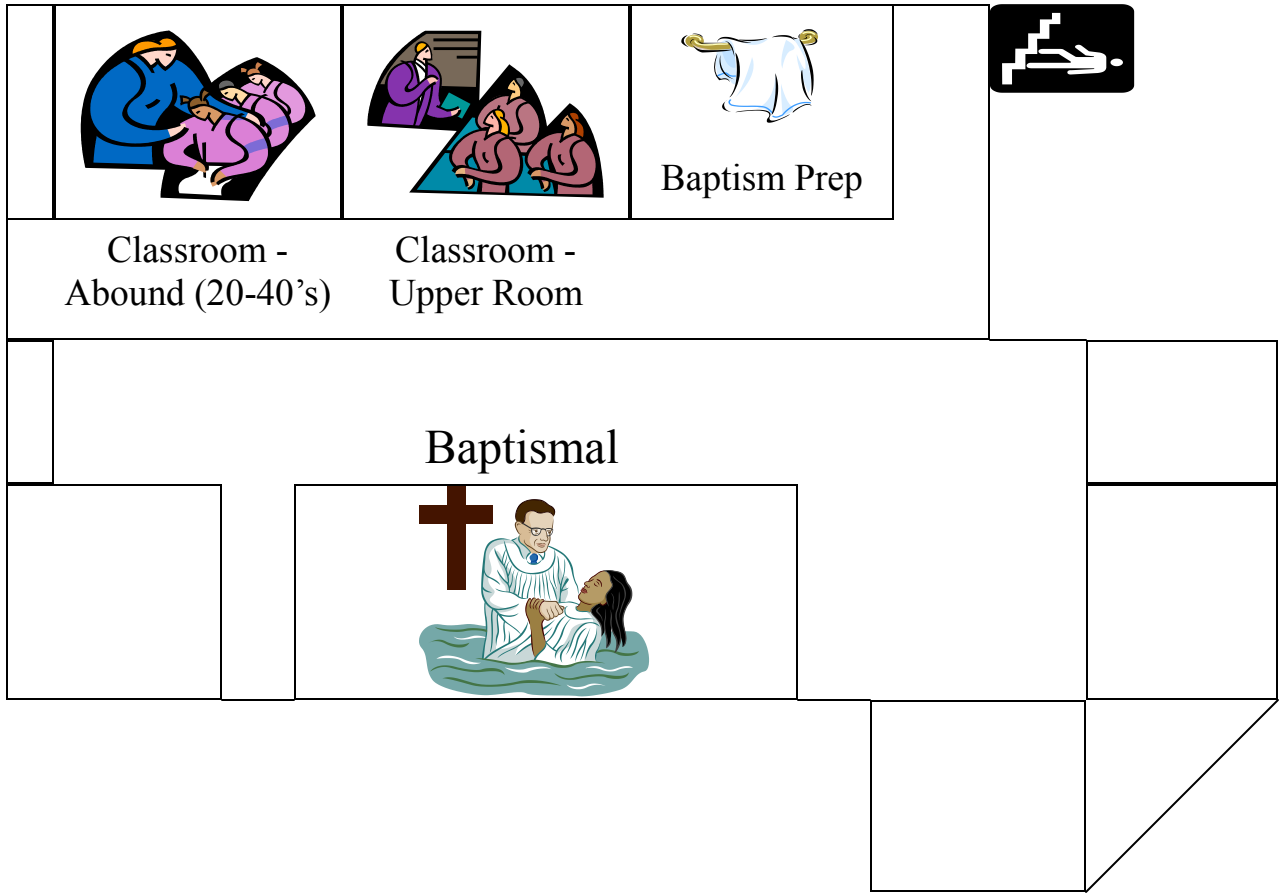 Baptism Prep
Classroom -
Abound (20-40’s)
Classroom -
Upper Room
Baptismal